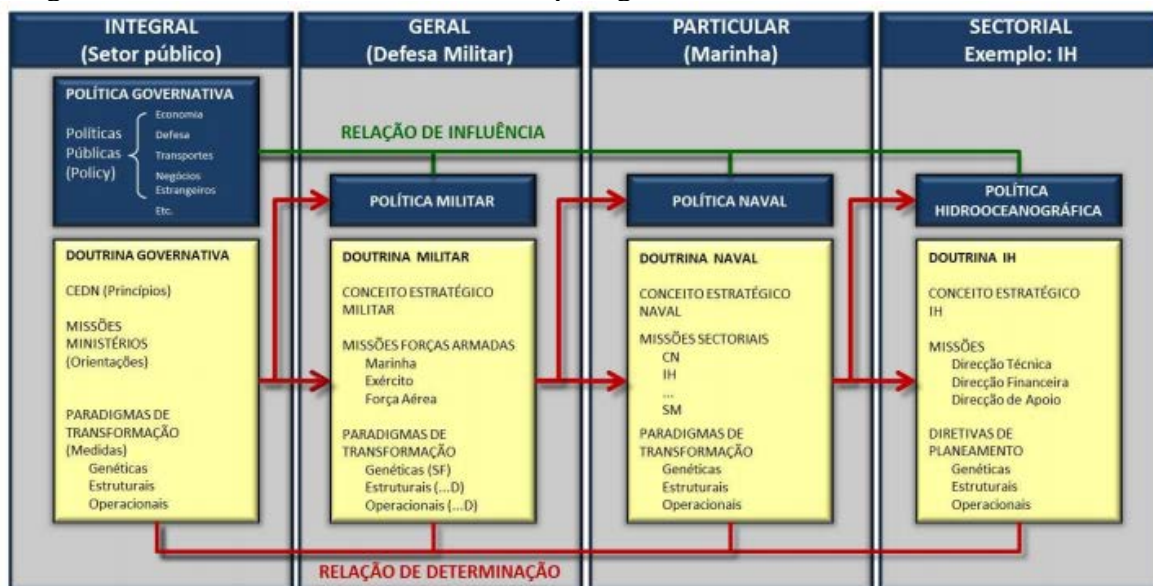 INTEGRAL
(Setor público)
GERAL
(Defesa Militar)
PARTICULAR
(Marinha)
SECTORIAL
Exemplo: IH
POLÍTICA GOVERNATIVA
Políticas
Públicas
(Policy)
Economia
Defesa
Transportes
Negócios
Estrangeiros
Etc.
RELAÇÃO DE INFLUÊNCIA
POLÍTICA MILITAR
POLÍTICA NAVAL
POLÍTICA
HIDROOCEANOGRÁFICA
DOUTRINA GOVERNATIVA
CEDN (Princípios)
MISSÕES
MINISTÉRIOS
(Orientações)
PARADIGMAS DE
TRANSFORMAÇÃO
(Medidas)
Genéticas
Estruturais
Operacionais
DOUTRINA MILITAR
CONCEITO ESTRATÉGICO
MILITAR
MISSÕES FORÇAS ARMADAS
Marinha
Exército
Força Aérea
PARADIGMAS DE
TRANSFORMAÇÃO
Genéticas (SF)
Estruturais (...D)
Operacionais (...D)
DOUTRINA NAVAL
CONCEITO ESTRATÉGICO
NAVAL
MISSÕES SECTORIAIS
CN
IH
...
SM
PARADIGMAS DE
TRANSFORMAÇÃO
Genéticas
Estruturais
Operacionais
DOUTRINA IH
CONCEITO ESTRATÉGICO
IH
MISSÕES
Direcção Técnica
Direcção Financeira
Direcção de Apoio
DIRETIVAS DE
PLANEAMENTO
Genéticas
Estruturais
Operacionais
RELAÇÃO DE DETERMINAÇÃO